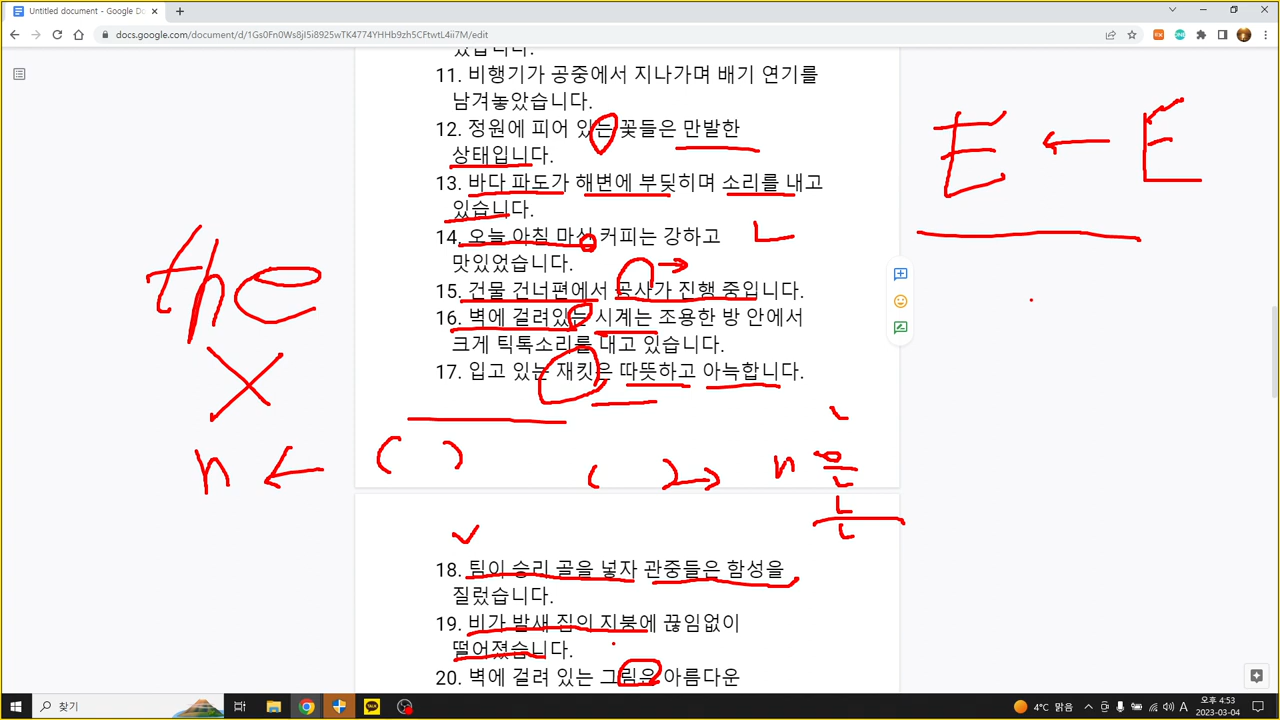 Untitled document - Google Do
docs.google.com/document/d/1Gs0Fn0Ws8jI5i8925wTK4774YHHb9zh5CFtwtL4ii7M/edit
있습니다.
11. 비행기가 공중에서 지나가며 배기 연기를
남겨놓았습니다.
12. 정원에 피어 있는 꽃들은 만발한
상태입니다.
13. 바다 파도가 해변에 부딪히며 소리를 내고
있습니다.
14. 오늘 아침 마신 커피는 강하고 ㄴ
맛있었습니다.
15. 건물 건너편에서 공사가 진행 중입니다.
16. 벽에 걸려있는 시계는 조용한 방 안에서
크게 틱톡소리를 내고 있습니다.
17. 입고 있는 재킷은 따뜻하고 아늑합니다.
E ← E
the
X
n ← ( ) ( ) → n
18. 팀이 승리 골을 넣자 관중들은 함성을
질렀습니다.
19. 비가 밤새 집의 지붕에 끊임없이
떨어졌습니다.
20. 벽에 걸려 있는 그림은 아름다운
찾기
4°C 맑음
A
오후 4:53
2023-03-04